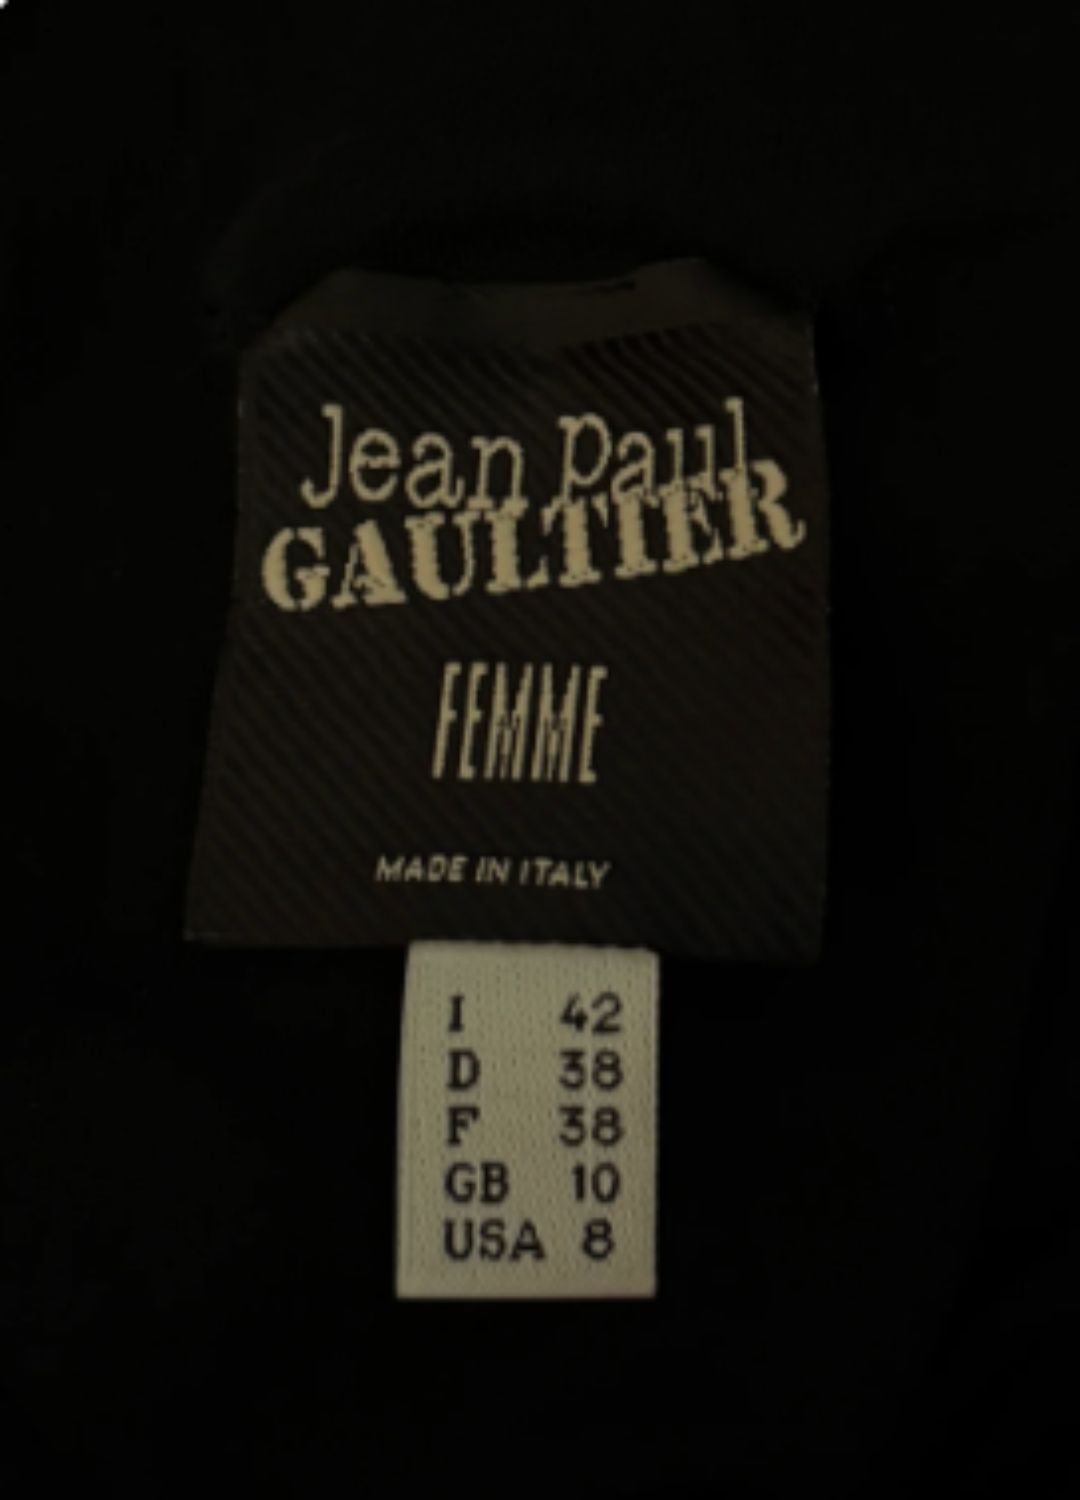 Jean Paul
GAULTIER
FEMME
MADE IN ITALY
I 42
D 38
F 38
GB 10
USA 8